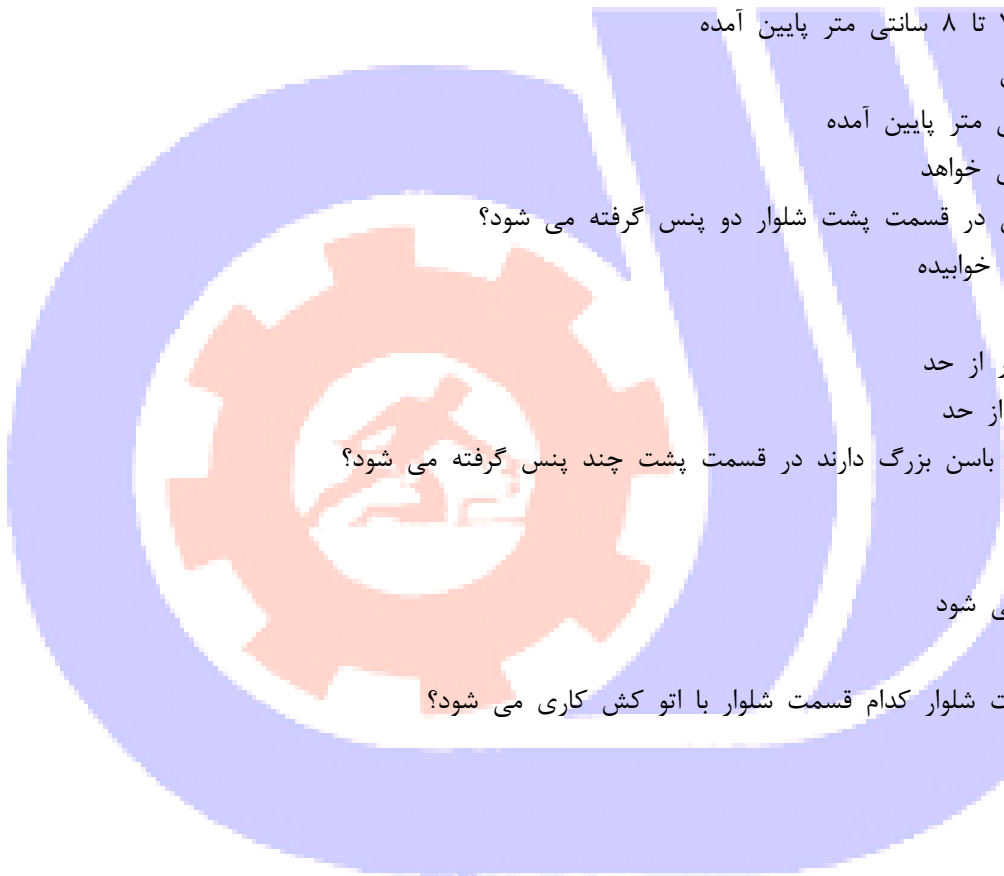 تا ۸ سانتی متر پایین آمده
متر پایین آمده
خواهد
در قسمت پشت شلوار دو پنس گرفته می شود؟
خوابیده
از حد
از حد
باسن بزرگ دارند در قسمت پشت چند پنس گرفته می شود؟
شود
شلوار کدام قسمت شلوار با اتو کش کاری می شود؟